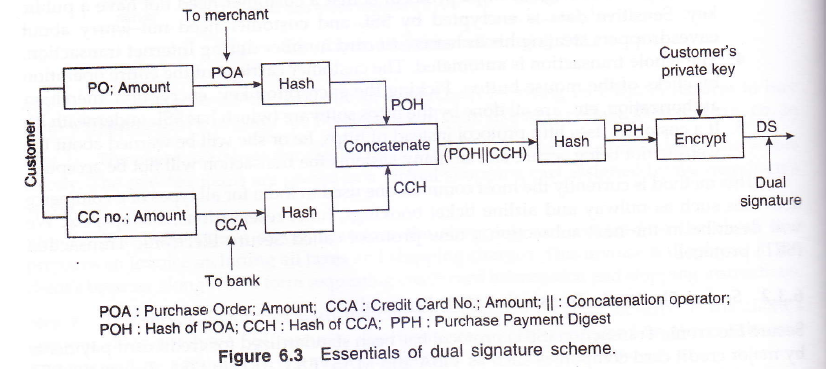 To merchant
Customer's
private key
PO; Amount
POA
Hash
POH
Customer
Concatenate
(POH||CCH)
Hash
PPH
Encrypt
DS
CCH
Dual
signature
CC no.; Amount
CCA
Hash
To bank
POA : Purchase Order; Amount; CCA : Credit Card No.; Amount; || : Concatenation operator;
POH : Hash of POA; CCH : Hash of CCA; PPH : Purchase Payment Digest
Figure 6.3 Essentials of dual signature scheme.